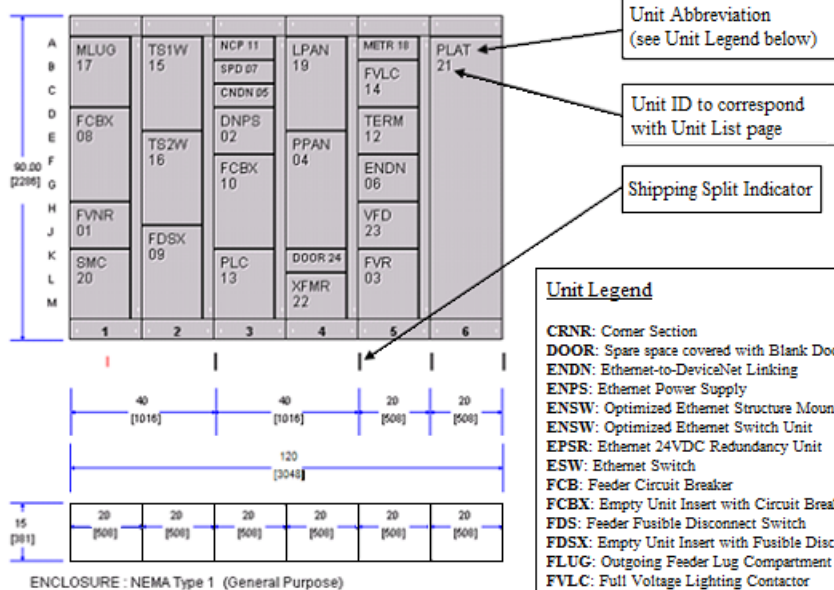 Unit Abbreviation
(see Unit Legend below)
Unit ID to correspond
with Unit List page
Shipping Split Indicator
90.00
[2286]
A
B
C
D
E
F
G
H
J
K
L
M
MLUG
17
FCBX
08
FVNR
01
SMC
20
TS1W
15
TS2W
16
FDSX
09
NCP 11
SPD 07
CNDN 05
DNPS
02
FCBX
10
PLC
13
LPAN
19
PPAN
04
DOOR 24
XFMR
22
METR 18
FVLC
14
TERM
12
ENDN
06
VFD
23
FVR
03
PLAT
21
1 2 3 4 5 6
40 40 20 20
[1016] [1016] [508] [508]
120
[3048]
15
[381]
20 20 20 20 20 20
[508] [508] [508] [508] [508] [508]
ENCLOSURE : NEMA Type 1 (General Purpose)
Unit Legend
CRNR: Corner Section
DOOR: Spare space covered with Blank Doo
ENDN: Ethernet-to-DeviceNet Linking
ENPS: Ethernet Power Supply
ENSW: Optimized Ethernet Structure Moun
ENSW: Optimized Ethernet Switch Unit
EPSR: Ethernet 24VDC Redundancy Unit
ESW: Ethernet Switch
FCB: Feeder Circuit Breaker
FCBX: Empty Unit Insert with Circuit Brea
FDS: Feeder Fusible Disconnect Switch
FDSX: Empty Unit Insert with Fusible Disc
FLUG: Outgoing Feeder Lug Compartment
FVLC: Full Voltage Lighting Contactor